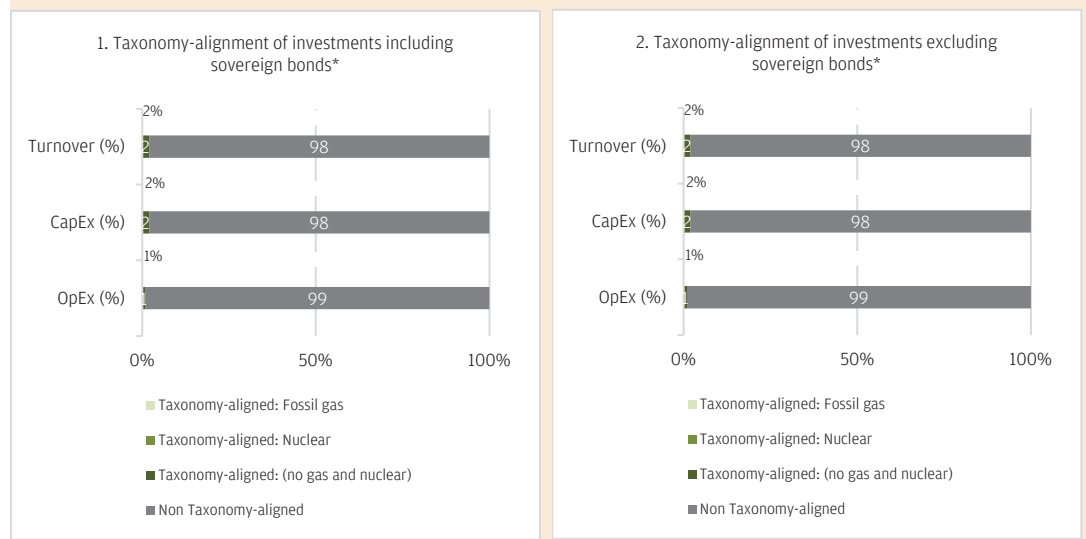 1. Taxonomy-alignment of investments including
sovereign bonds*
2%
Turnover (%)
2
98
2%
CapEx (%)
2
98
1%
OpEx (%)
1
99
0%
50%
100%
Taxonomy-aligned: Fossil gas
Taxonomy-aligned: Nuclear
Taxonomy-aligned: (no gas and nuclear)
Non Taxonomy-aligned
2. Taxonomy-alignment of investments excluding
sovereign bonds*
2%
Turnover (%)
2
98
2%
CapEx (%)
2
98
1%
OpEx (%)
1
99
0%
50%
100%
Taxonomy-aligned: Fossil gas
Taxonomy-aligned: Nuclear
Taxonomy-aligned: (no gas and nuclear)
Non Taxonomy-aligned